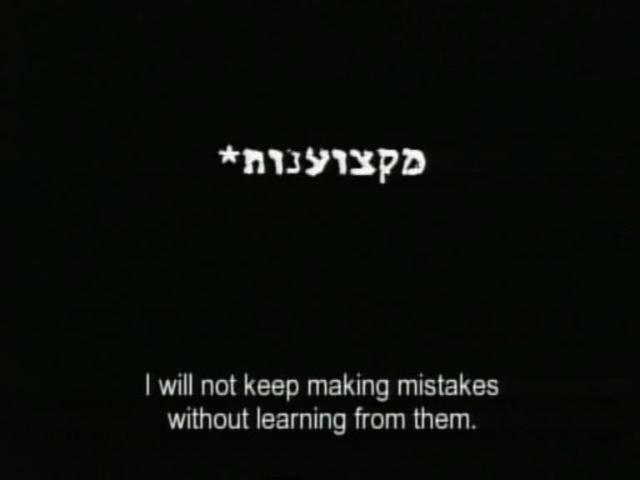 מקצוענות*
I will not keep making mistakes
without learning from them.